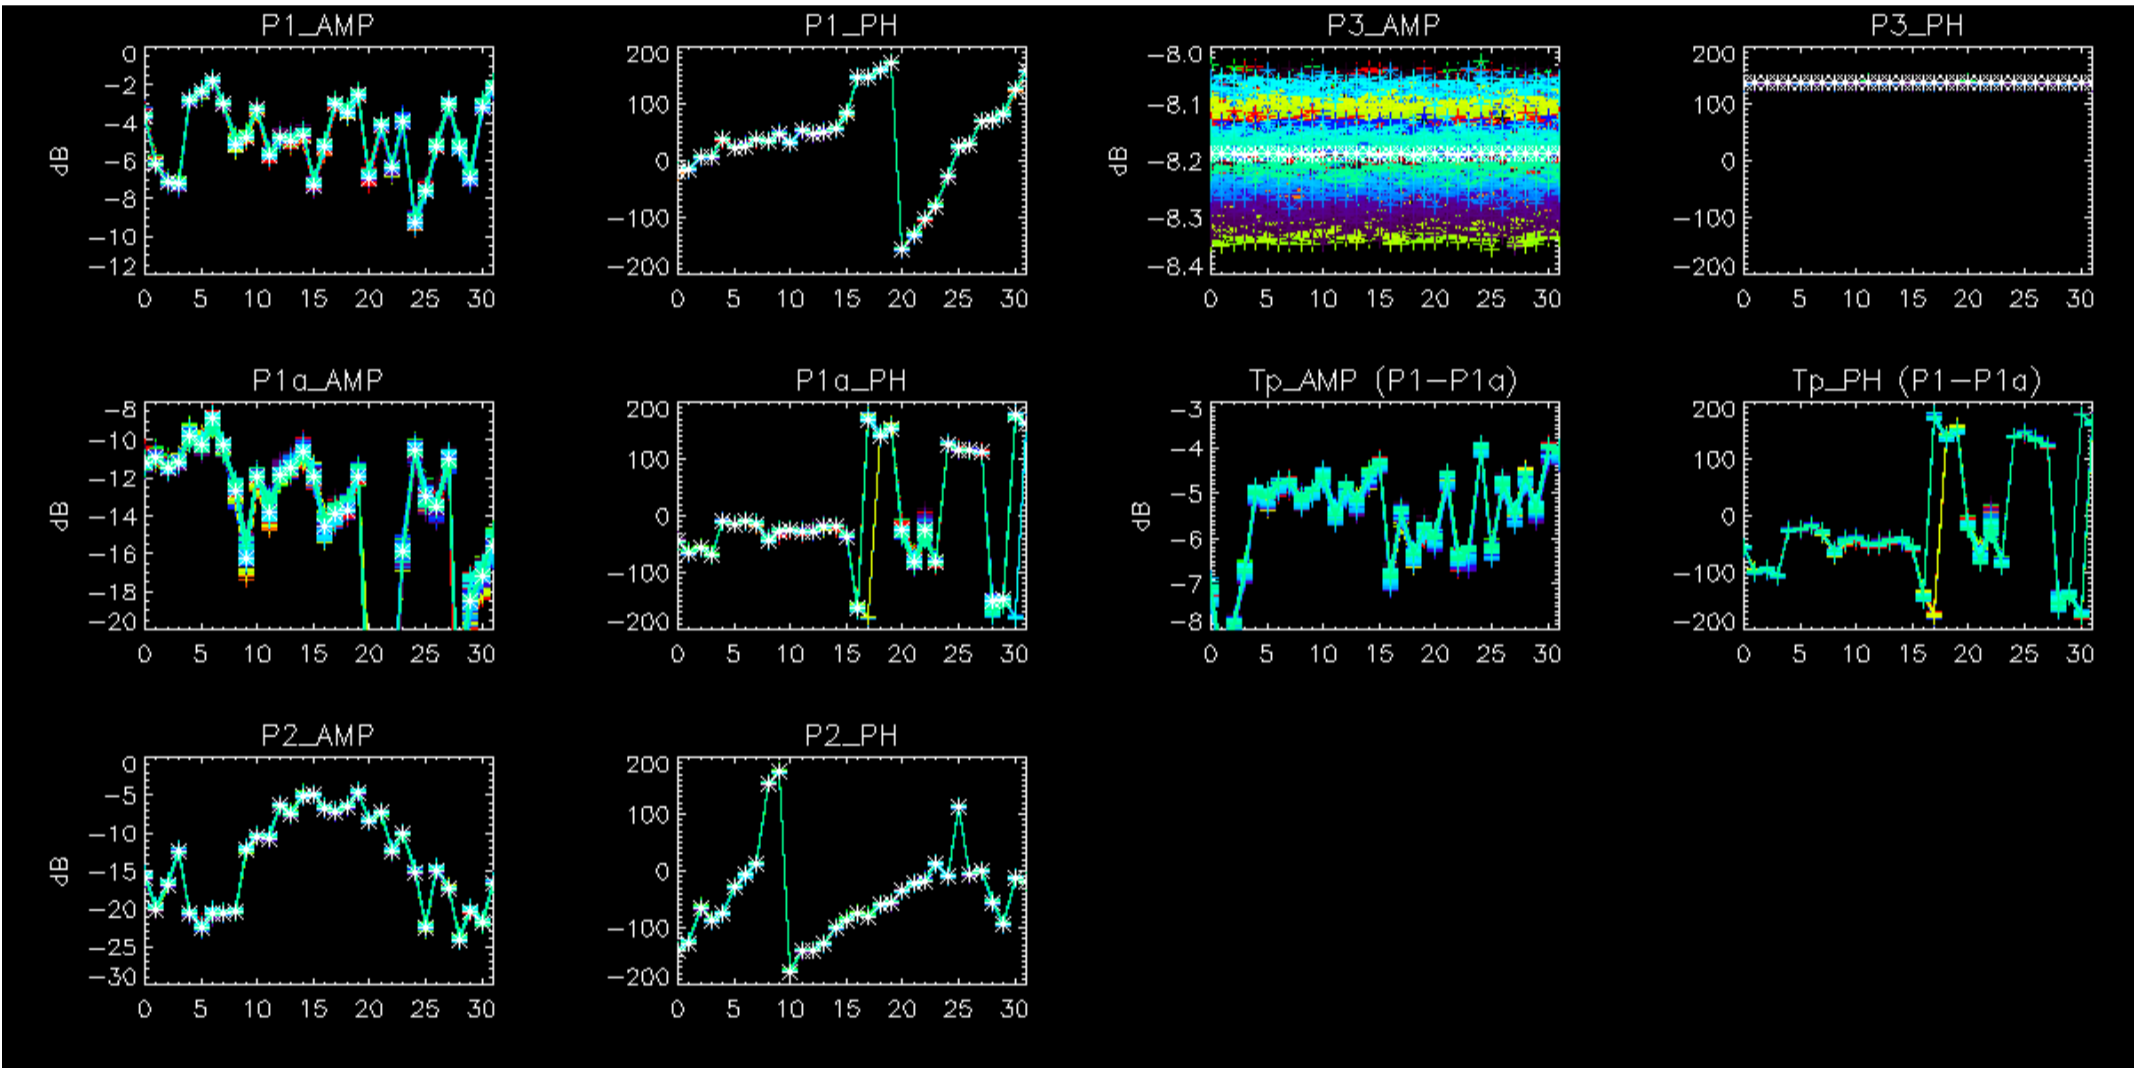 P1_AMP
P1_PH
P3_AMP
P3_PH
0
-2
-4
-6
-8
-10
-12
dB
0 5 10 15 20 25 30
200
100
0
-100
-200
0 5 10 15 20 25 30
-8.0
-8.1
-8.2
-8.3
-8.4
dB
0 5 10 15 20 25 30
200
100
0
-100
-200
0 5 10 15 20 25 30
P1a_AMP
P1a_PH
Tp_AMP (P1-P1a)
Tp_PH (P1-P1a)
-8
-10
-12
-14
-16
-18
-20
dB
0 5 10 15 20 25 30
200
100
0
-100
-200
0 5 10 15 20 25 30
-3
-4
-5
-6
-7
-8
dB
0 5 10 15 20 25 30
200
100
0
-100
-200
0 5 10 15 20 25 30
P2_AMP
P2_PH
0
-5
-10
-15
-20
-25
-30
dB
0 5 10 15 20 25 30
200
100
0
-100
-200
0 5 10 15 20 25 30